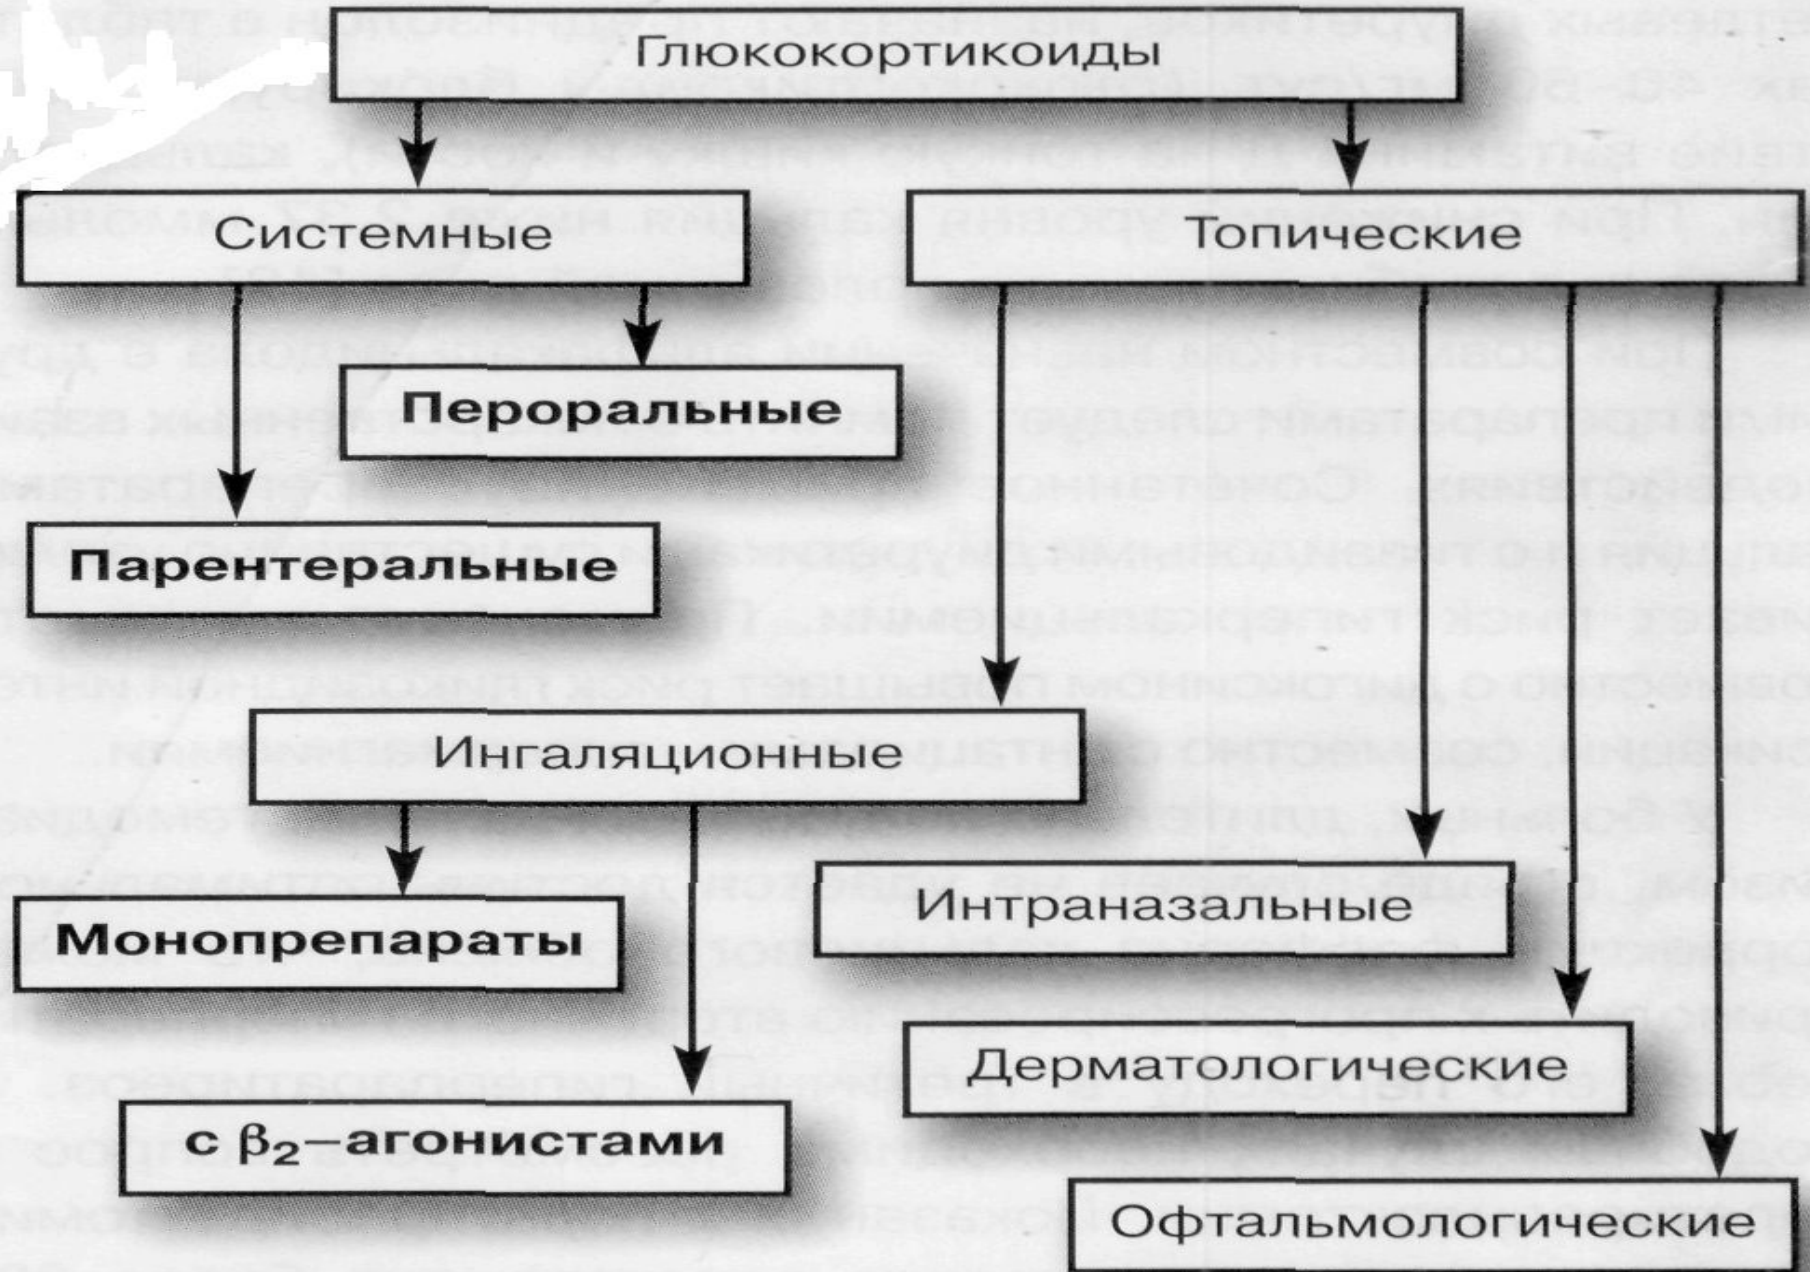 Глюкокортикоиды
Системные
Топические
Пероральные
Парентеральные
Ингаляционные
Интраназальные
Монопрепараты
Дерматологические
с β₂–агонистами
Офтальмологические